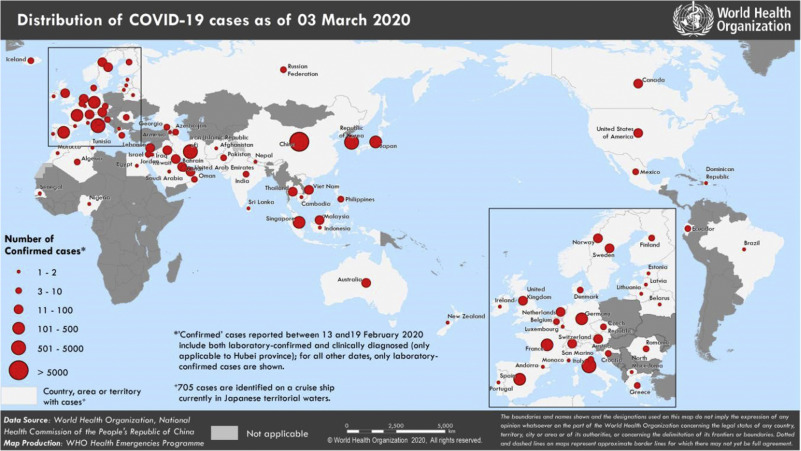 Distribution of COVID-19 cases as of 03 March 2020
World Health
Organization
Iceland
Russian
Federation
Canada
United States
of America
Mexico
Dominican
Republic
Ecuador
Brazil
Georgia
Azerbaijan
Armenia
Lebanon
Israel
Iraq
Jordan
Kuwait
Bahrain
United Arab Emirates
Oman
Saudi Arabia
Afghanistan
Pakistan
Nepal
India
Sri Lanka
China
Republic
of Korea
Japan
Thailand
Viet Nam
Cambodia
Philippines
Malaysia
Singapore
Indonesia
Australia
New Zealand
Tunisia
Morocco
Algeria
Egypt
Senegal
Nigeria
Norway
Sweden
Finland
Estonia
Latvia
Lithuania
Belarus
Denmark
Ireland
United
Kingdom
Netherlands
Belgium
Luxembourg
Germany
Czech
Republic
Switzerland
Austria
France
San Marino
Croatia
Romania
Andorra
Monaco
Italy
North
Macedonia
Spain
Portugal
Greece
Number of
Confirmed cases*
1 - 2
3 - 10
11 - 100
101 - 500
501 - 5000
> 5000
Country, area or territory
with cases*
*'Confirmed' cases reported between 13 and19 February 2020
include both laboratory-confirmed and clinically diagnosed (only
applicable to Hubei province); for all other dates, only laboratory-
confirmed cases are shown.
*705 cases are identified on a cruise ship
currently in Japanese territorial waters.
Data Source: World Health Organization, National
Health Commission of the People's Republic of China
Map Production: WHO Health Emergencies Programme
Not applicable
0 2,500 5,000
km
© World Health Organization 2020, All rights reserved.
The boundaries and names shown and the designations used on this map do not imply the expression of any
opinion whatsoever on the part of the World Health Organization concerning the legal status of any country,
territory, city or area or of its authorities, or concerning the delimitation of its frontiers or boundaries. Dotted
and dashed lines on maps represent approximate border lines for which there may not yet be full agreement.